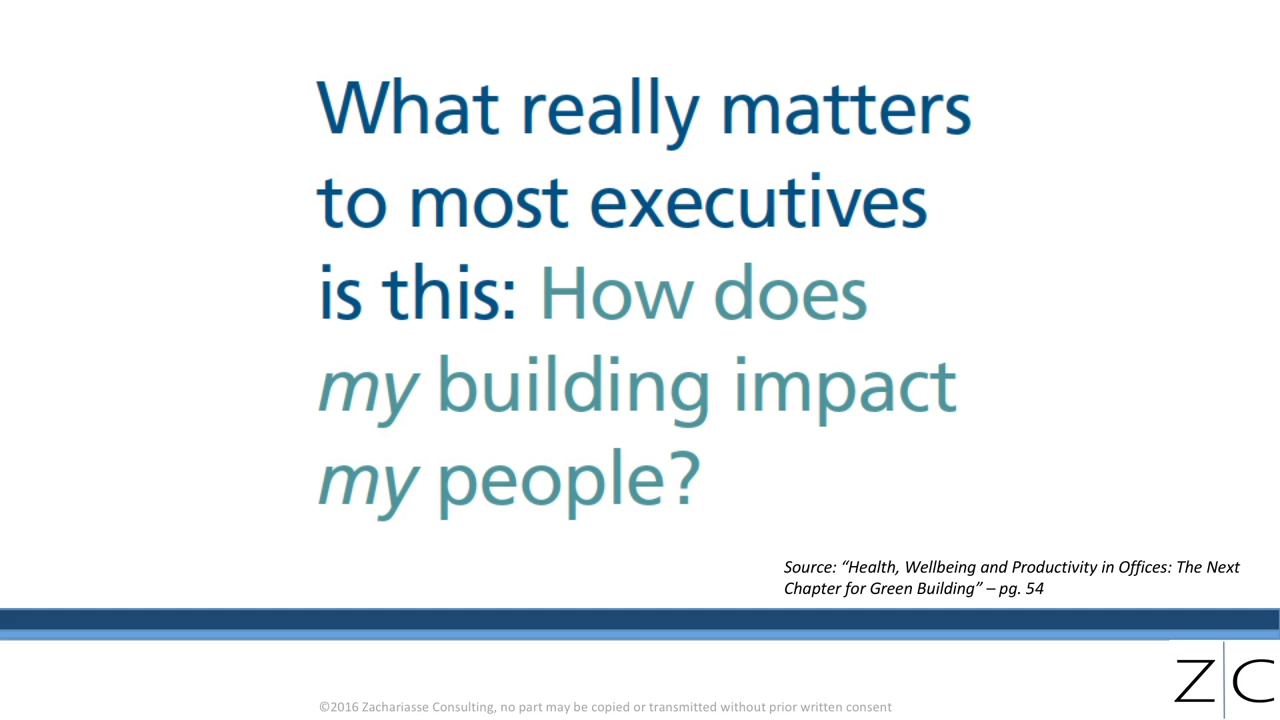 What really matters
to most executives
is this: How does
my building impact
my people?
Source: “Health, Wellbeing and Productivity in Offices: The Next
Chapter for Green Building” – pg. 54
Z C
©2016 Zachariasse Consulting, no part may be copied or transmitted without prior written consent